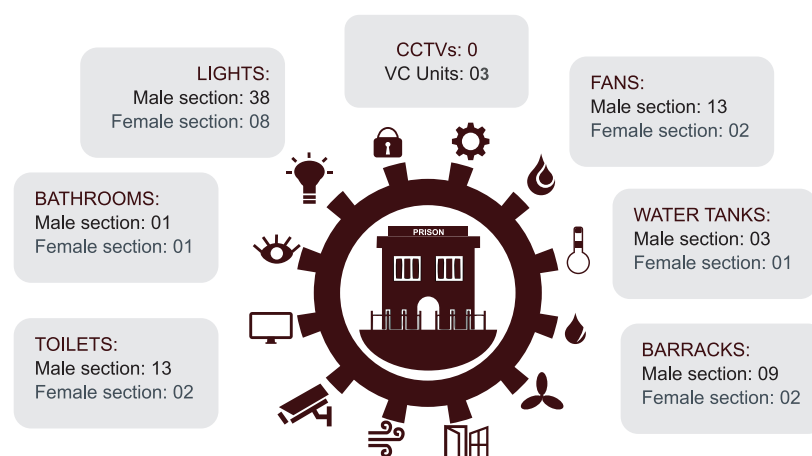 CCTVs: 0
VC Units: 03
LIGHTS:
Male section: 38
Female section: 08
FANS:
Male section: 13
Female section: 02
BATHROOMS:
Male section: 01
Female section: 01
PRISON
WATER TANKS:
Male section: 03
Female section: 01
TOILETS:
Male section: 13
Female section: 02
BARRACKS:
Male section: 09
Female section: 02